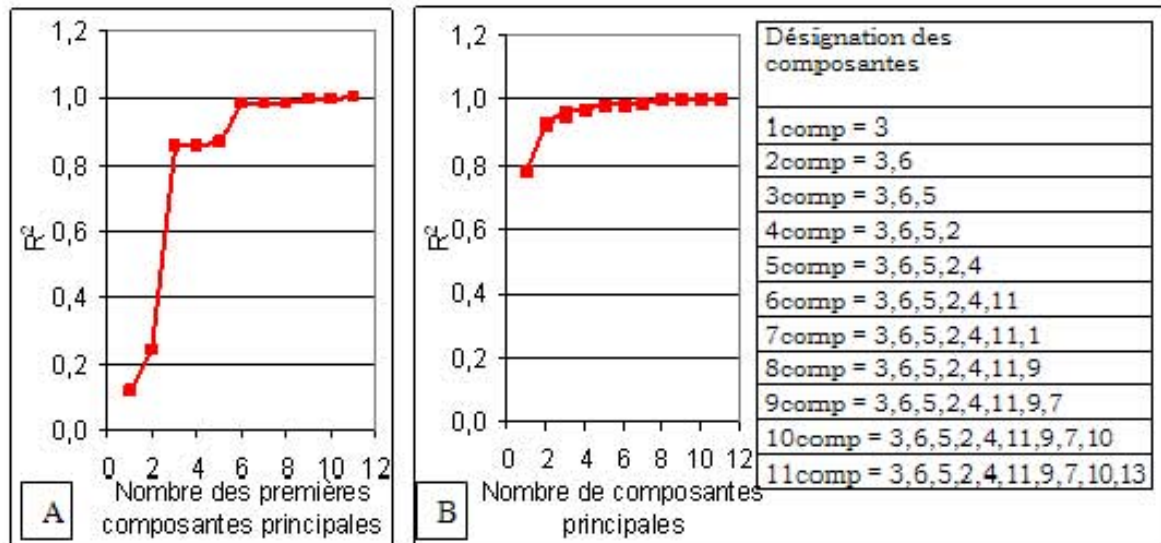 1,2
1,0
0,8
0,6
0,4
0,2
0,0
R²
0 2 4 6 8 10 12
A
Nombre des premières
composantes principales
1,2
1,0
0,8
0,6
0,4
0,2
0,0
R²
0 2 4 6 8 10 12
B
Nombre de composantes
principales
Désignation des
composantes
1comp = 3
2comp = 3,6
3comp = 3,6,5
4comp = 3,6,5,2
5comp = 3,6,5,2,4
6comp = 3,6,5,2,4,11
7comp = 3,6,5,2,4,11,1
8comp = 3,6,5,2,4,11,9
9comp = 3,6,5,2,4,11,9,7
10comp = 3,6,5,2,4,11,9,7,10
11comp = 3,6,5,2,4,11,9,7,10,13